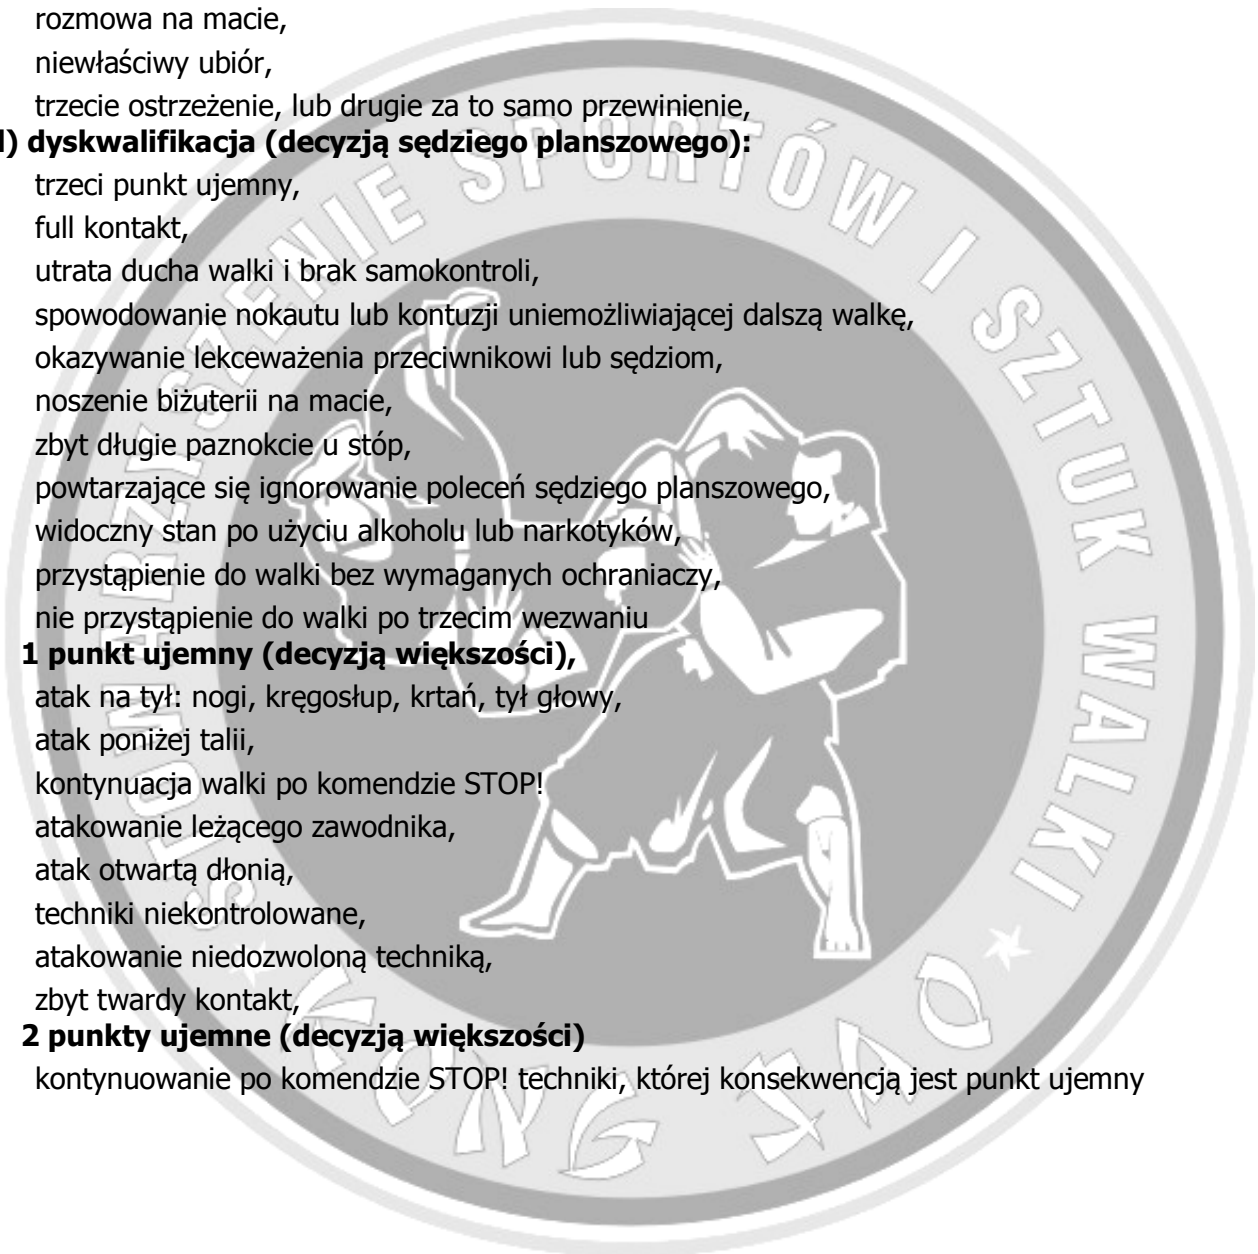 rozmowa na macie,
niewłaściwy ubiór,
trzecie ostrzeżenie, lub drugie za to samo przewinienie,
) dyskwalifikacja (decyzją sędziego planszowego):
trzeci punkt ujemny,
full kontakt,
utrata ducha walki i brak samokontroli,
spowodowanie nokautu lub kontuzji uniemożliwiającej dalszą walkę,
okazywanie lekceważenia przeciwnikowi lub sędziom,
noszenie biżuterii na macie,
zbyt długie paznokcie u stóp,
powtarzające się ignorowanie poleceń sędziego planszowego,
widoczny stan po użyciu alkoholu lub narkotyków,
przystąpienie do walki bez wymaganych ochraniaczy,
nie przystąpienie do walki po trzecim wezwaniu
1 punkt ujemny (decyzją większości),
atak na tył: nogi, kręgosłup, krtań, tył głowy,
atak poniżej talii,
kontynuacja walki po komendzie STOP!
atakowanie leżącego zawodnika,
atak otwartą dłonią,
techniki niekontrolowane,
atakowanie niedozwoloną techniką,
zbyt twardy kontakt,
2 punkty ujemne (decyzją większości)
kontynuowanie po komendzie STOP! techniki, której konsekwencją jest punkt ujemny
STOWARZYSZENIE SPORTÓW I SZTUK WALKI